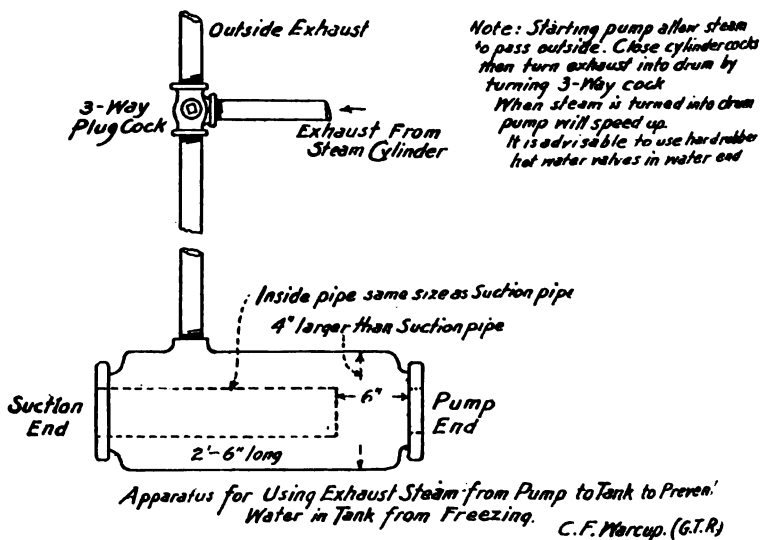 Outside Exhaust
3-Way
Plug Cock
Exhaust From
Steam Cylinder
Note: Starting pump allow steam
to pass outside. Close cylinder cocks
then turn exhaust into drum by
turning 3-Way cock
When steam is turned into drum
pump will speed up.
It is advisable to use hard rubber
hot water valves in water end
Inside pipe same size as Suction pipe
4" larger than Suction pipe
6"
Suction
End
Pump
End
2'-6" long
Apparatus for Using Exhaust Steam from Pump to Tank to Prevent
Water in Tank from Freezing.
C.F. Warcup. (G.T.R.)